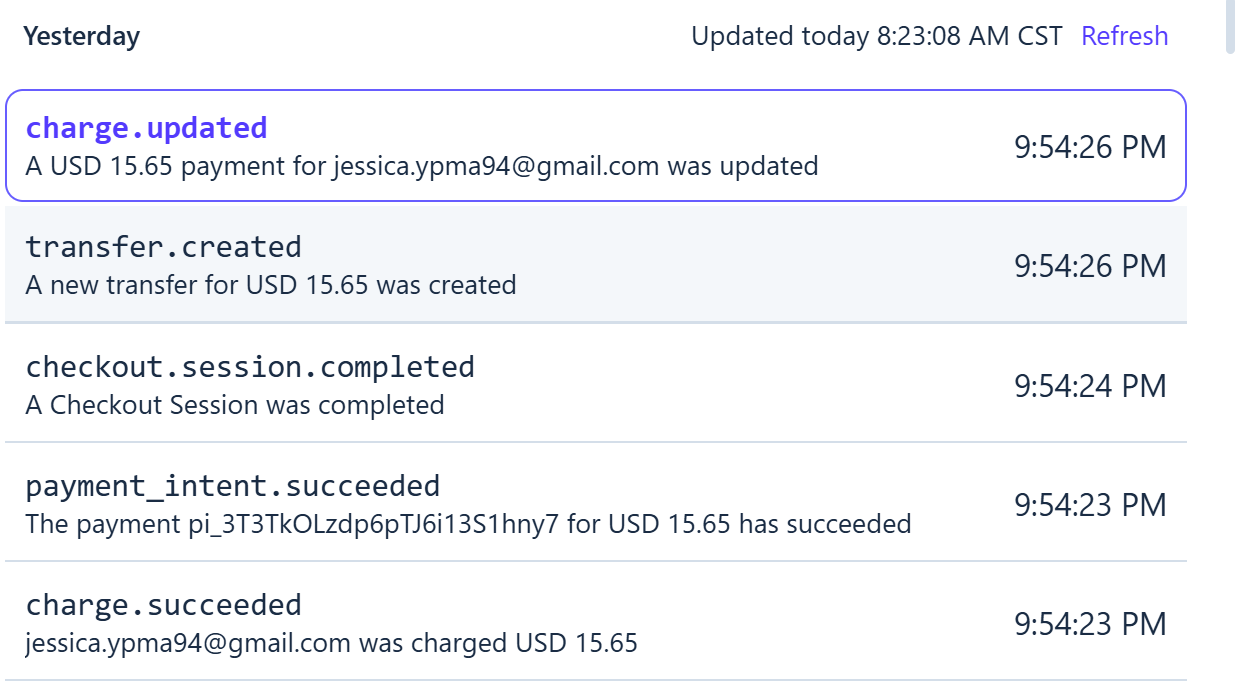 Yesterday
Updated today 8:23:08 AM CST Refresh
charge.updated
A USD 15.65 payment for jessica.ypma94@gmail.com was updated
9:54:26 PM
transfer.created
A new transfer for USD 15.65 was created
9:54:26 PM
checkout.session.completed
A Checkout Session was completed
9:54:24 PM
payment_intent.succeeded
The payment pi_3T3TkOLzdp6pTJ6i13S1hny7 for USD 15.65 has succeeded
9:54:23 PM
charge.succeeded
jessica.ypma94@gmail.com was charged USD 15.65
9:54:23 PM